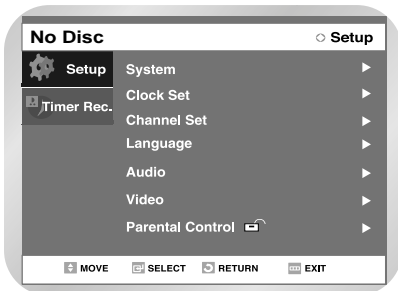 No Disc
Setup
Setup
Timer Rec.
System
Clock Set
Channel Set
Language
Audio
Video
Parental Control
MOVE SELECT RETURN EXIT